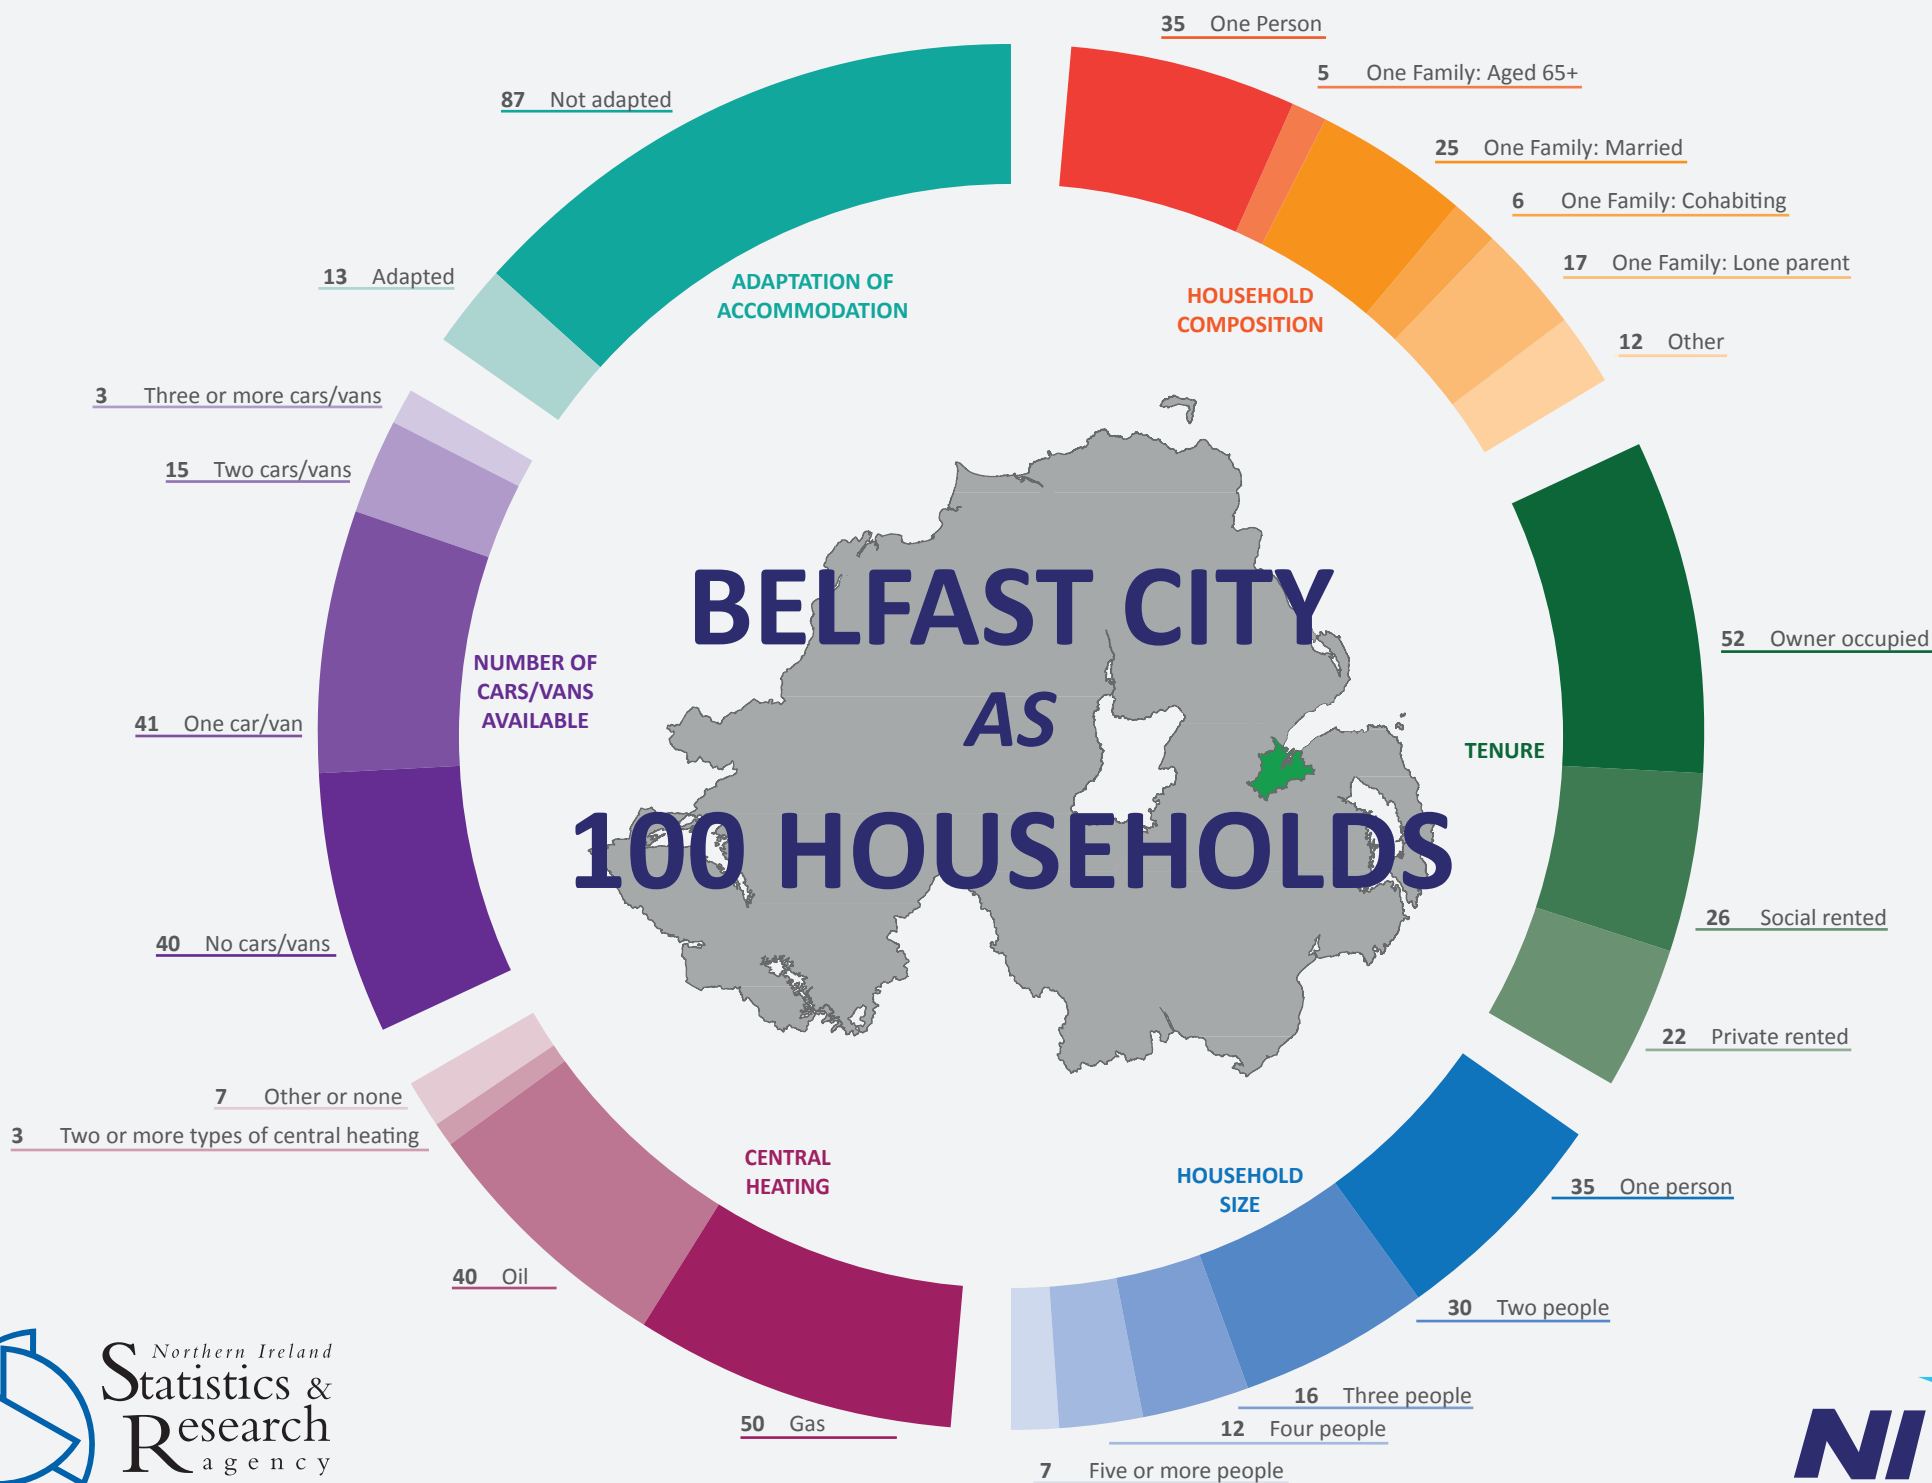 35 One Person
5 One Family: Aged 65+
25 One Family: Married
6 One Family: Cohabiting
17 One Family: Lone parent
12 Other
HOUSEHOLD
COMPOSITION
52 Owner occupied
26 Social rented
22 Private rented
TENURE
35 One person
30 Two people
16 Three people
12 Four people
7 Five or more people
HOUSEHOLD
SIZE
50 Gas
40 Oil
3 Two or more types of central heating
7 Other or none
CENTRAL
HEATING
40 No cars/vans
41 One car/van
15 Two cars/vans
3 Three or more cars/vans
NUMBER OF
CARS/VANS
AVAILABLE
13 Adapted
87 Not adapted
ADAPTATION OF
ACCOMMODATION
BELFAST CITY
AS
100 HOUSEHOLDS
Northern Ireland
Statistics &
Research
agency
NI